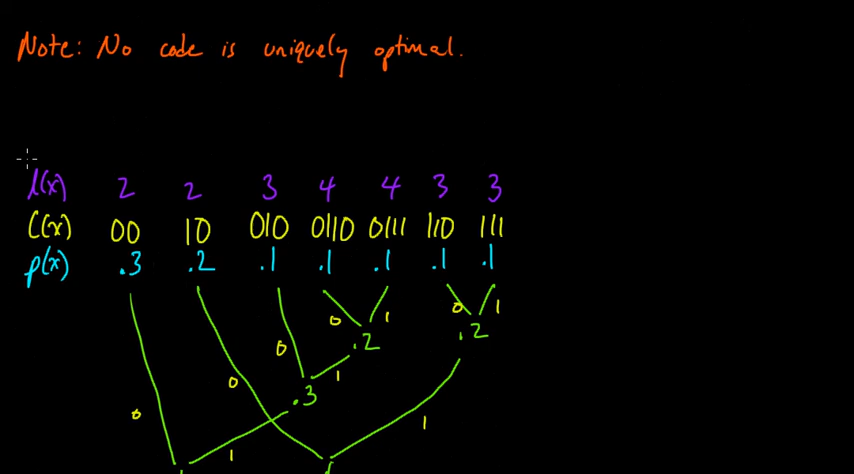 Note: No code is uniquely optimal.
l(x) 2 2 3 4 4 3 3
C(x) 00 10 010 0110 0111 110 111
p(x) .3 .2 .1 .1 .1 .1 .1
0 1 0 1
.2 .2
0 1
0
.3
0 1 1